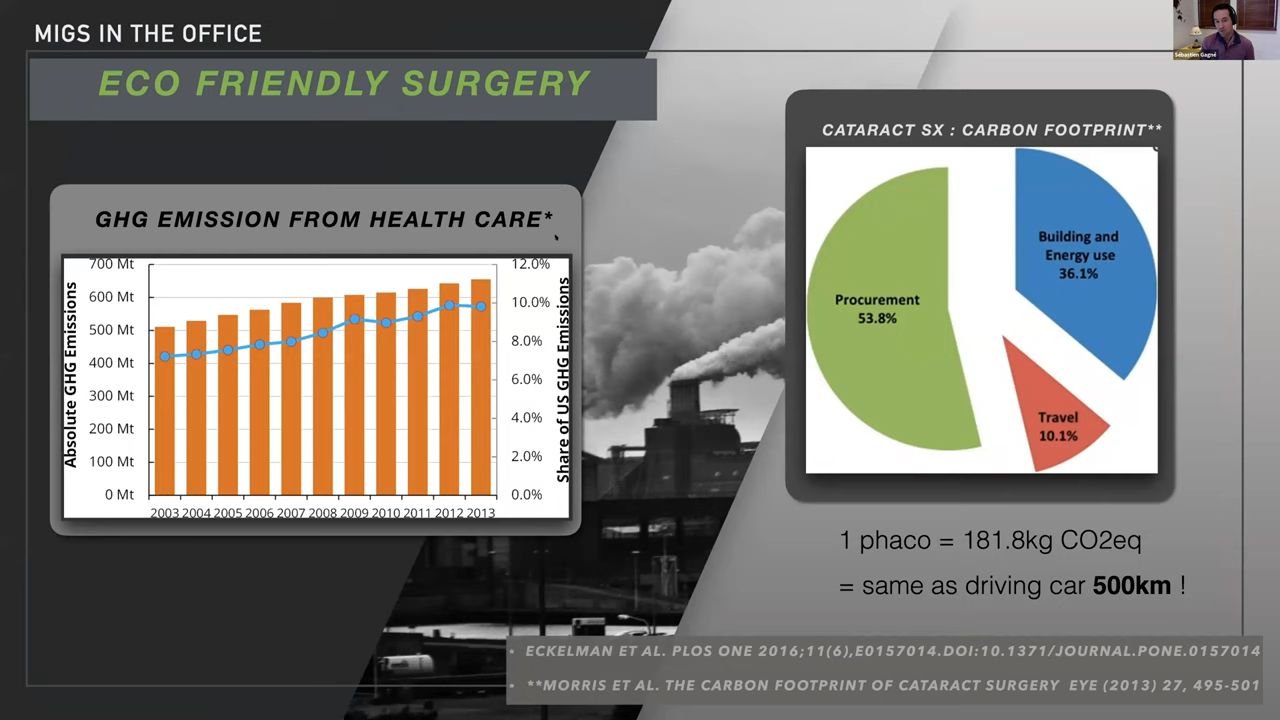 MIGS IN THE OFFICE
Sébastien Gagné
ECO FRIENDLY SURGERY
CATARACT SX : CARBON FOOTPRINT**
GHG EMISSION FROM HEALTH CARE*
Absolute GHG Emissions
700 Mt
600 Mt
500 Mt
400 Mt
300 Mt
200 Mt
100 Mt
0 Mt
12.0%
10.0%
8.0%
6.0%
4.0%
2.0%
0.0%
Share of US GHG Emissions
2003 2004 2005 2006 2007 2008 2009 2010 2011 2012 2013
Procurement
53.8%
Building and
Energy use
36.1%
Travel
10.1%
1 phaco = 181.8kg CO2eq
= same as driving car 500km !
• ECKELMAN ET AL. PLOS ONE 2016;11(6),E0157014.DOI:10.1371/JOURNAL.PONE.0157014
• **MORRIS ET AL. THE CARBON FOOTPRINT OF CATARACT SURGERY EYE (2013) 27, 495-501